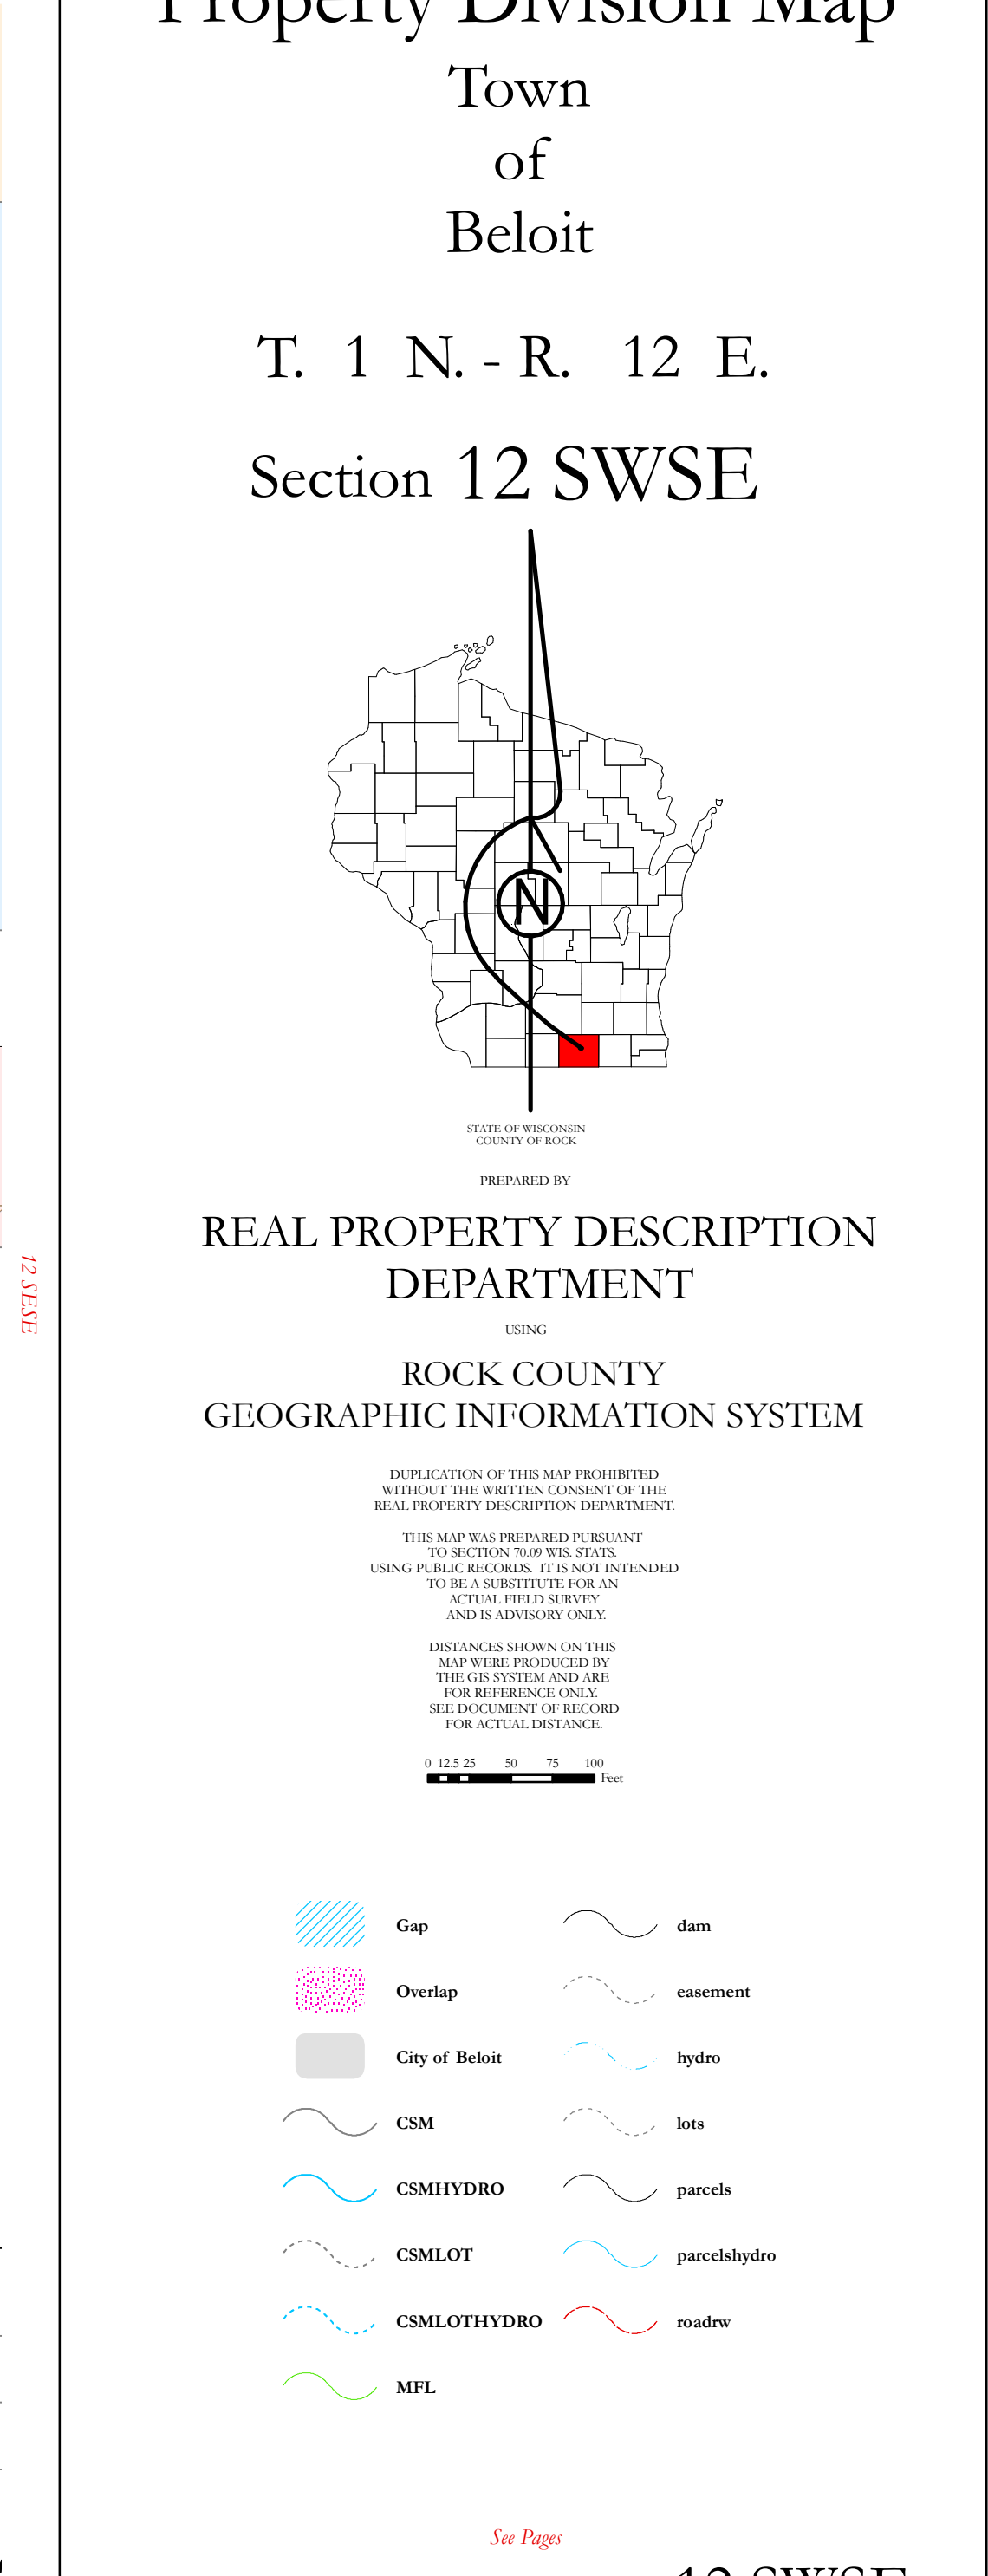 Property Division Map
Town
of
Beloit
T. 1 N. - R. 12 E.
Section 12 SWSE
N
STATE OF WISCONSIN
COUNTY OF ROCK
PREPARED BY
REAL PROPERTY DESCRIPTION
DEPARTMENT
USING
ROCK COUNTY
GEOGRAPHIC INFORMATION SYSTEM
12 SESE
DUPLICATION OF THIS MAP PROHIBITED
WITHOUT THE WRITTEN CONSENT OF THE
REAL PROPERTY DESCRIPTION DEPARTMENT.
THIS MAP WAS PREPARED PURSUANT
TO SECTION 70.09 WIS. STATS.
USING PUBLIC RECORDS. IT IS NOT INTENDED
TO BE A SUBSTITUTE FOR AN
ACTUAL FIELD SURVEY
AND IS ADVISORY ONLY.
DISTANCES SHOWN ON THIS
MAP WERE PRODUCED BY
THE GIS SYSTEM AND ARE
FOR REFERENCE ONLY.
SEE DOCUMENT OF RECORD
FOR ACTUAL DISTANCE.
0 12.5 25 50 75 100
Feet
Gap
Overlap
City of Beloit
CSM
CSMHYDRO
CSMLOT
CSMLOTHYDRO
MFL
dam
easement
hydro
lots
parcels
parcelshydro
roadrw
See Pages
12 SWSE